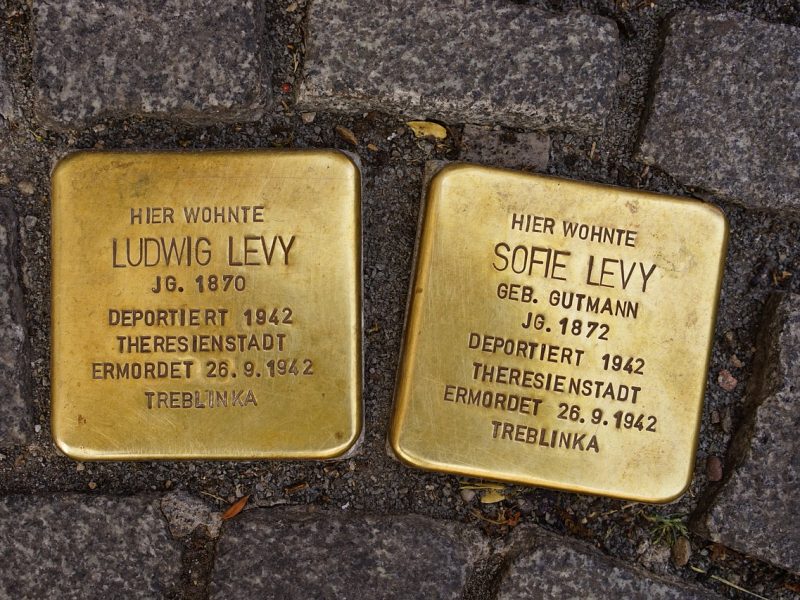 HIER WOHNTE
LUDWIG LEVY
JG. 1870
DEPORTIERT 1942
THERESIENSTADT
ERMORDET 26.9.1942
TREBLINKA
HIER WOHNTE
SOFIE LEVY
GEB. GUTMANN
JG. 1872
DEPORTIERT 1942
THERESIENSTADT
ERMORDET 26.9.1942
TREBLINKA